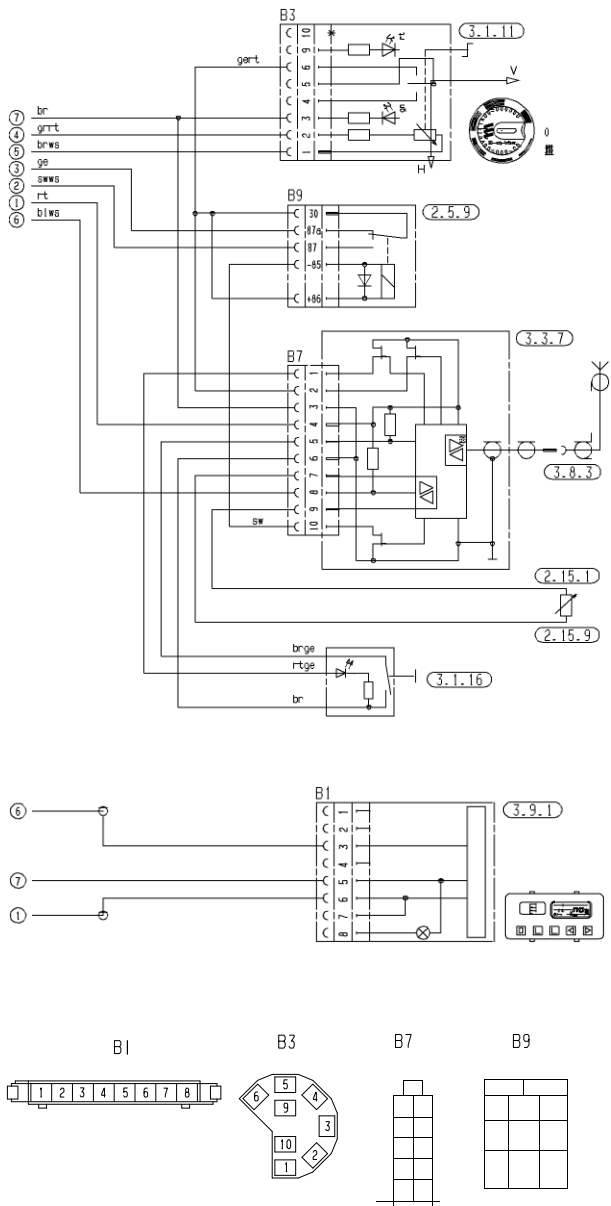 B3
10
9
6
5
4
3
2
1
3.1.11
gert
V
H
0
⑦ br
④ grrt
⑤ brws
③ ge
② swws
① rt
⑥ blws
B9
30
87a
87
-85
+86
2.5.9
B7
1
2
3
4
5
6
7
8
9
10
sw
3.3.7
3.8.3
2.15.1
2.15.9
brge
rtge
br
3.1.16
B1
1
2
3
4
5
6
7
8
3.9.1
⑥
⑦
①
B1 B3 B7 B9
1 2 3 4 5 6 7 8
6 5 4
9
3
10
1 2